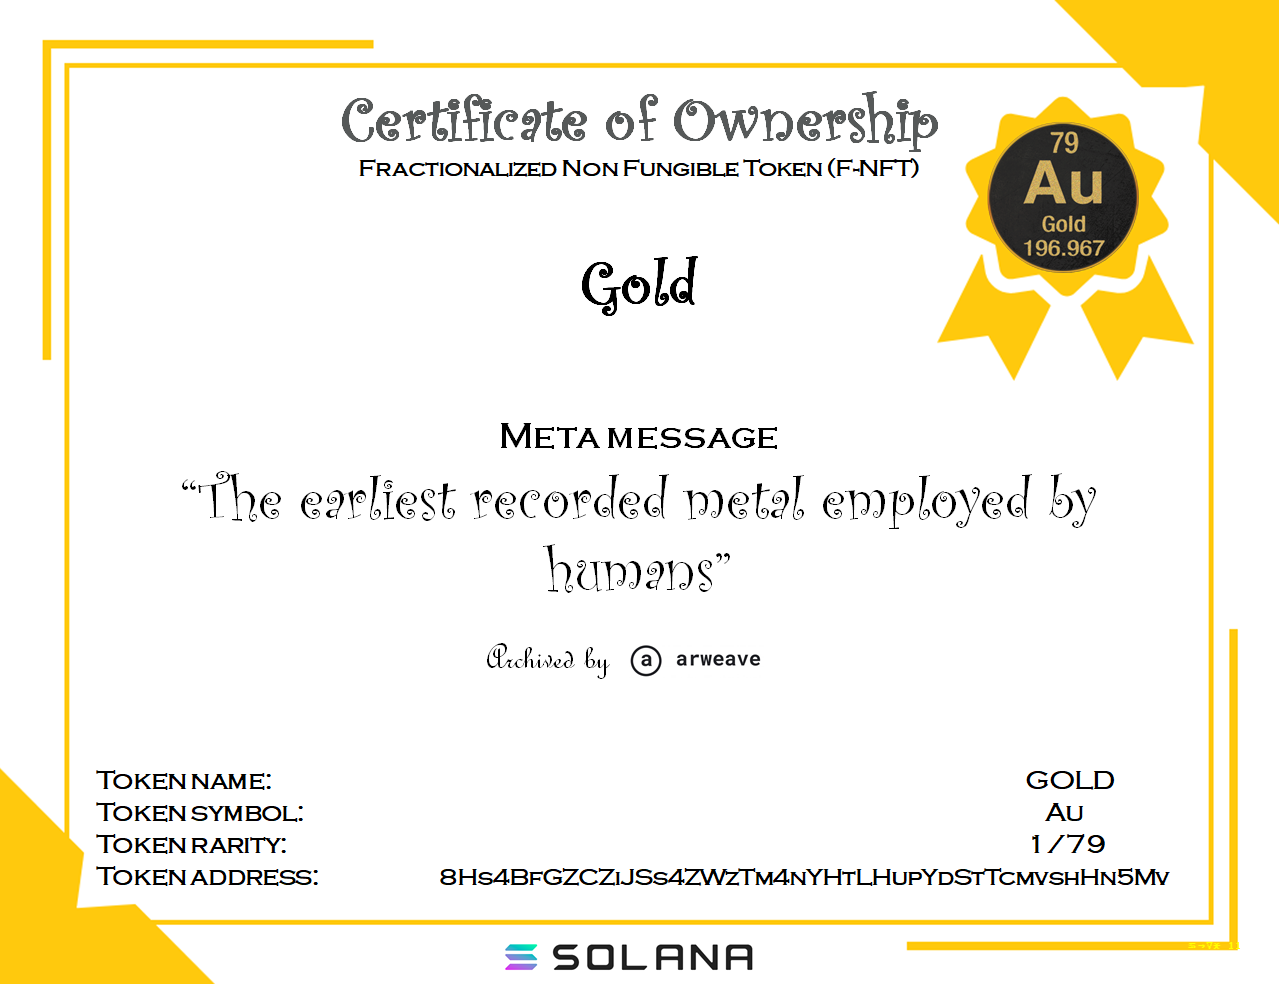 Certificate of Ownership
Fractionalized Non Fungible Token (F-NFT)
79
Au
Gold
196.967
Gold
Meta message
“The earliest recorded metal employed by
humans”
Archived by a arweave
Token name: GOLD
Token symbol: Au
Token rarity: 1/79
Token address: 8Hs4BfGZCZiJSs4ZWzTm4nYHtLHupYdStTcmvshHn5Mv
SOLANA